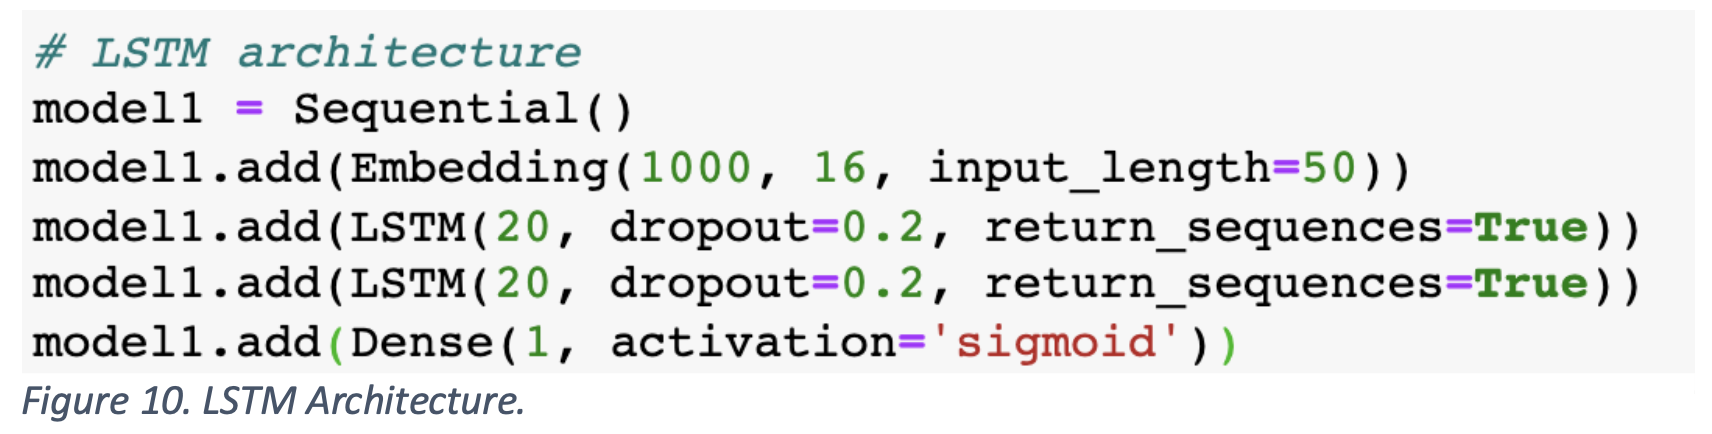 # LSTM architecture
model1 = Sequential()
model1.add(Embedding(1000, 16, input_length=50))
model1.add(LSTM(20, dropout=0.2, return_sequences=True))
model1.add(LSTM(20, dropout=0.2, return_sequences=True))
model1.add(Dense(1, activation='sigmoid'))
Figure 10. LSTM Architecture.